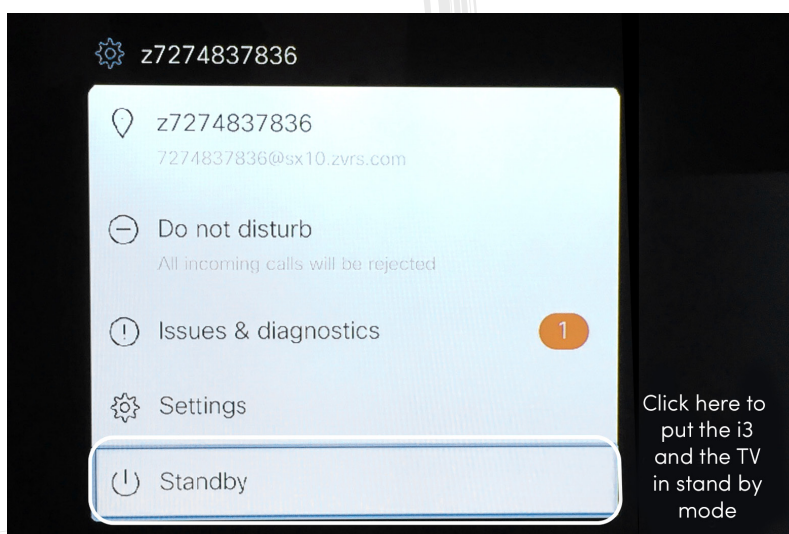 z7274837836
z7274837836
7274837836@sx10.zvrs.com
Do not disturb
All incoming calls will be rejected
Issues & diagnostics
1
Settings
Standby
Click here to
put the i3
and the TV
in stand by
mode